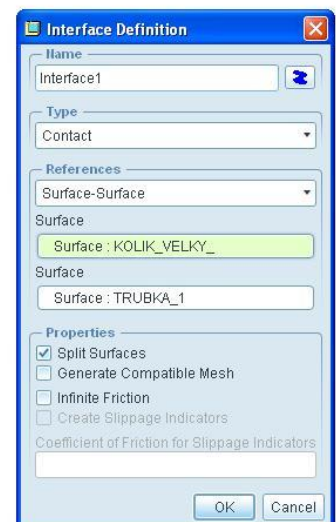 Interface Definition
Name
Interface1
Type
Contact
References
Surface-Surface
Surface
Surface : KOLIK_VELKY_
Surface
Surface : TRUBKA_1
Properties
Split Surfaces
Generate Compatible Mesh
Infinite Friction
Create Slippage Indicators
Coefficient of Friction for Slippage Indicators
OK Cancel